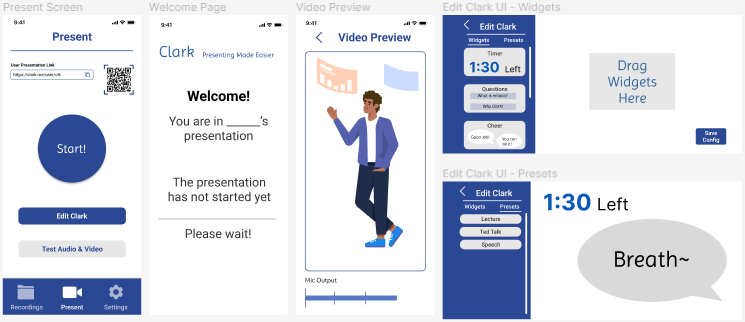 Present Screen
9:41
Present
User Presentation Link
https://clark.me/user/clk
Start!
Edit Clark
Test Audio & Video
Recordings
Present
Settings
Welcome Page
9:41
Clark Presenting Made Easier
Welcome!
You are in _____'s
presentation
The presentation
has not started yet
Please wait!
Video Preview
9:41
Video Preview
Mic Output
Edit Clark UI - Widgets
Edit Clark
Widgets Presets
Timer
1:30 Left
Questions
What is ethos?
Why Clark?
Cheer
Good Job!
You can
do it!
Drag
Widgets
Here
Save
Config
Edit Clark UI - Presets
Edit Clark
Widgets Presets
Lecture
Ted Talk
Speech
1:30 Left
Breath~